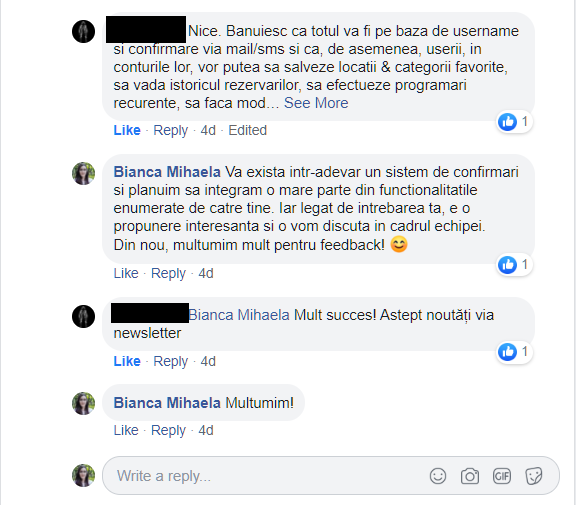 Nice. Banuiesc ca totul va fi pe baza de username
si confirmare via mail/sms si ca, de asemenea, userii, in
conturile lor, vor putea sa salveze locatii & categorii favorite,
sa vada istoricul rezervarilor, sa efectueze programari
recurente, sa faca mod... See More
1
Like · Reply · 4d · Edited
Bianca Mihaela Va exista intr-adevar un sistem de confirmari
si planuim sa integram o mare parte din functionalitatile
enumerate de catre tine. Iar legat de intrebarea ta, e o
propunere interesanta si o vom discuta in cadrul echipei.
Din nou, multumim mult pentru feedback! 😊
1
Like · Reply · 4d
Bianca Mihaela Mult succes! Astept noutăți via
newsletter
1
Like · Reply · 4d
Bianca Mihaela Multumim!
Like · Reply · 4d
Write a reply...
GIF